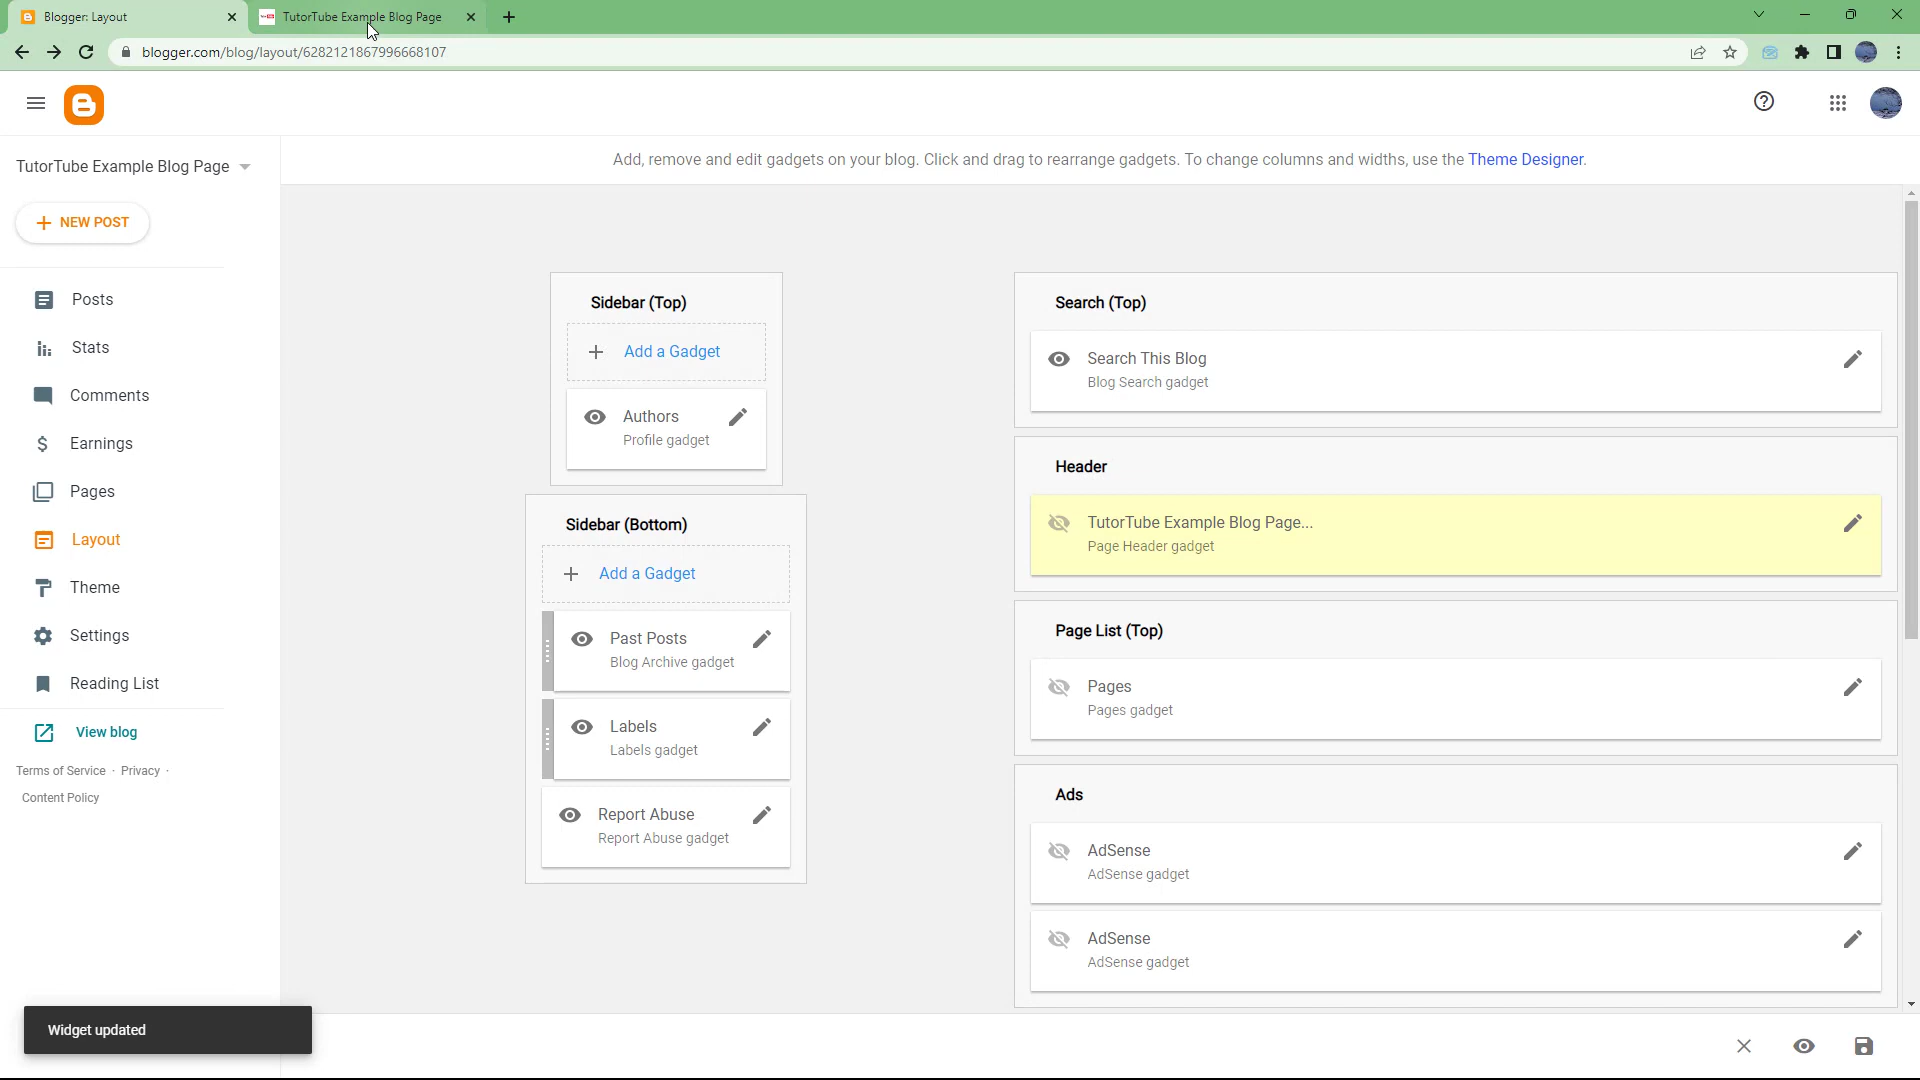 Blogger: Layout
TutorTube Example Blog Page
blogger.com/blog/layout/6282121867996668107
TutorTube Example Blog Page
NEW POST
Posts
Stats
Comments
Earnings
Pages
Layout
Theme
Settings
Reading List
View blog
Terms of Service · Privacy ·
Content Policy
Widget updated
Add, remove and edit gadgets on your blog. Click and drag to rearrange gadgets. To change columns and widths, use the Theme Designer.
Sidebar (Top)
Add a Gadget
Authors
Profile gadget
Sidebar (Bottom)
Add a Gadget
Past Posts
Blog Archive gadget
Labels
Labels gadget
Report Abuse
Report Abuse gadget
Search (Top)
Search This Blog
Blog Search gadget
Header
TutorTube Example Blog Page...
Page Header gadget
Page List (Top)
Pages
Pages gadget
Ads
AdSense
AdSense gadget
AdSense
AdSense gadget